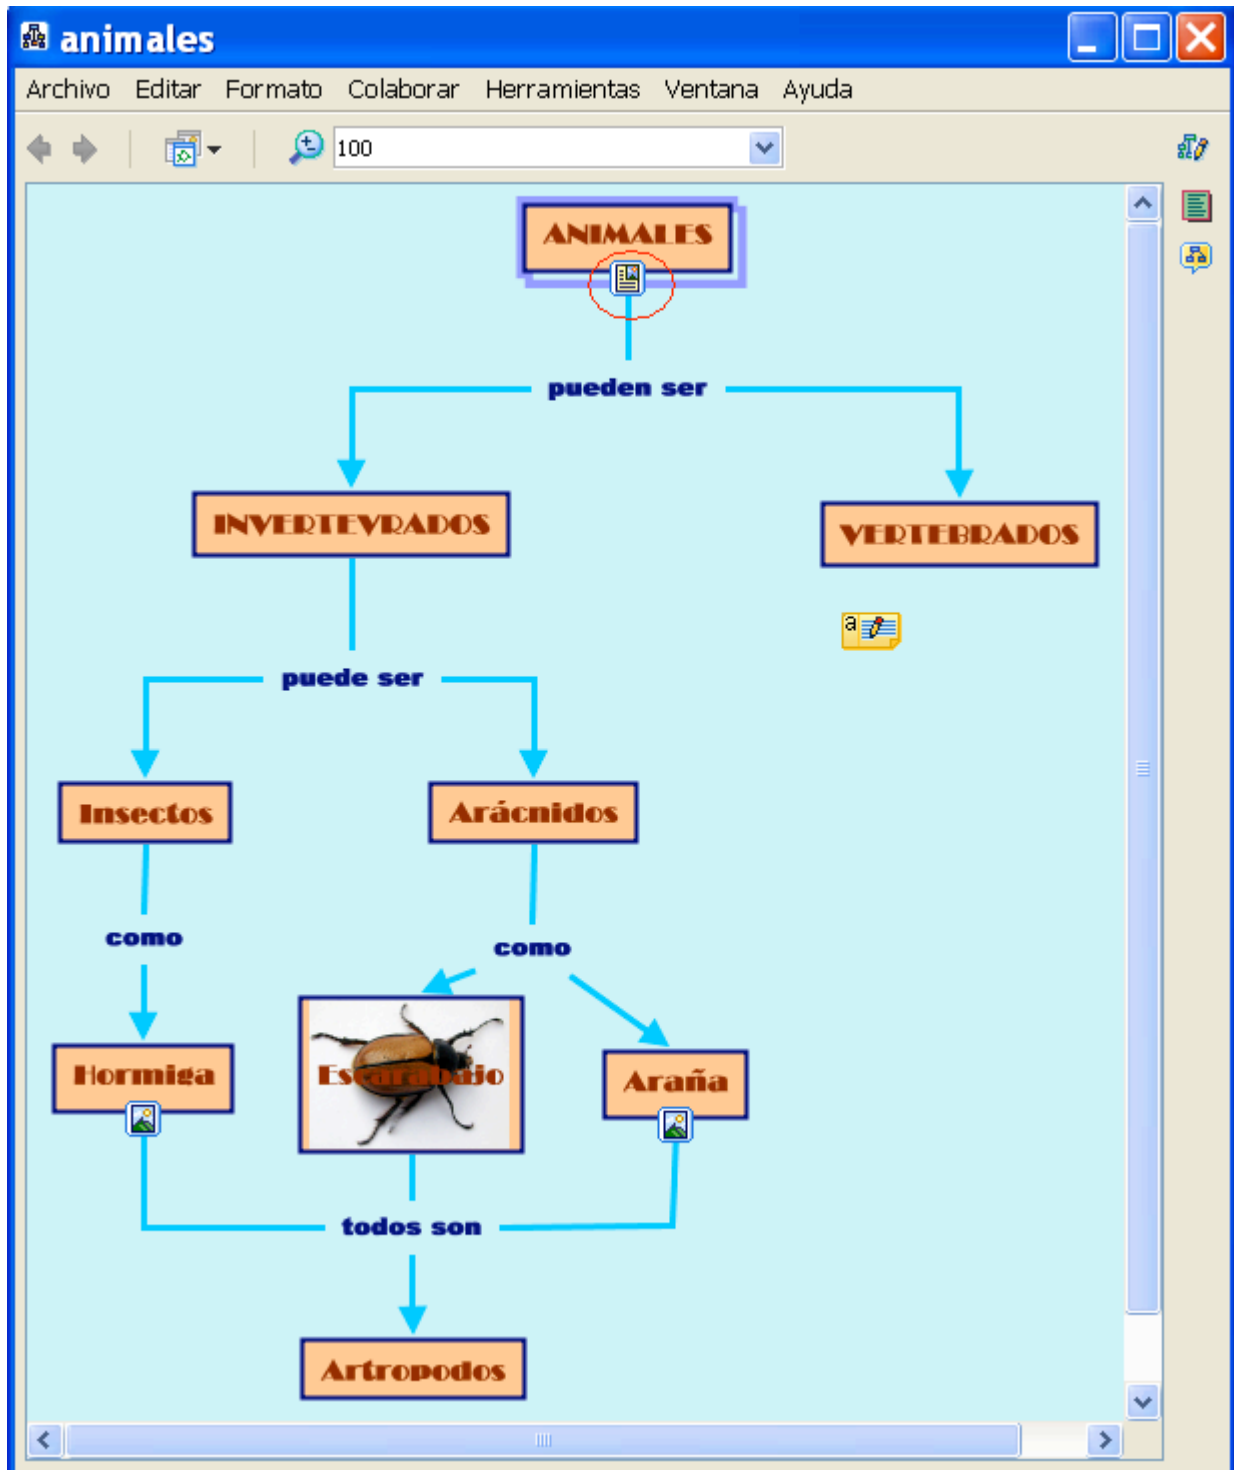 animales
Archivo Editar Formato Colaborar Herramientas Ventana Ayuda
100
ANIMALES
pueden ser
INVERTEVRADOS
VERTEBRADOS
a
puede ser
Insectos
Arácnidos
como
como
Hormiga
Escarabajo
Araña
todos son
Artropodos